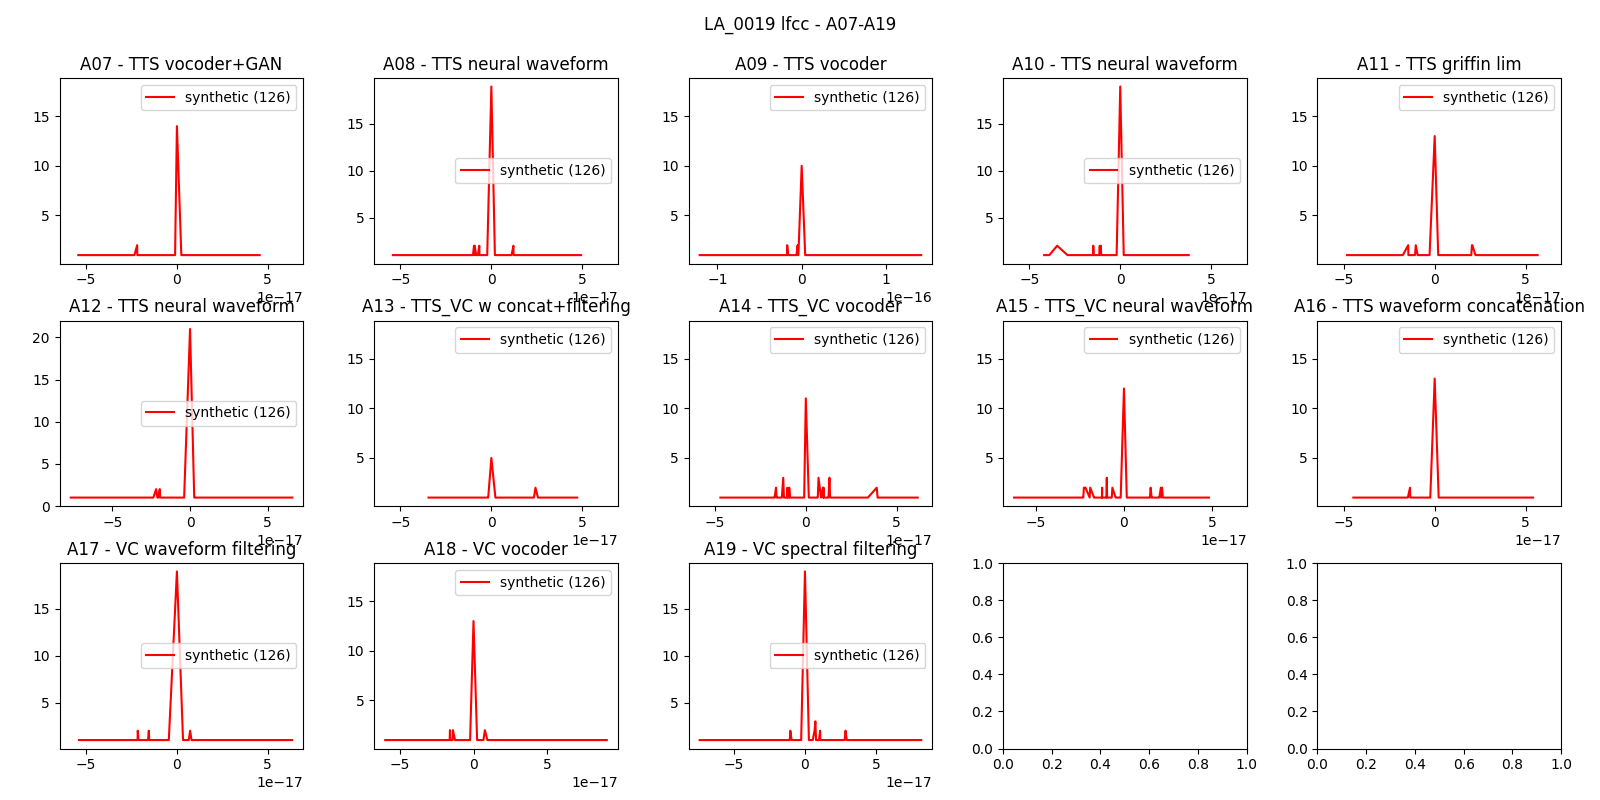 LA_0019 lfcc - A07-A19
A07 - TTS vocoder+GAN
synthetic (126)
15
10
5
−5
0
5
1e−17
A08 - TTS neural waveform
synthetic (126)
15
10
5
−5
0
5
1e−17
A09 - TTS vocoder
synthetic (126)
15
10
5
−1
0
1
1e−16
A10 - TTS neural waveform
synthetic (126)
15
10
5
−5
0
5
1e−17
A11 - TTS griffin lim
synthetic (126)
15
10
5
−5
0
5
1e−17
A12 - TTS neural waveform
synthetic (126)
20
15
10
5
0
−5
0
5
1e−17
A13 - TTS_VC w concat+filtering
synthetic (126)
15
10
5
−5
0
5
1e−17
A14 - TTS_VC vocoder
synthetic (126)
15
10
5
−5
0
5
1e−17
A15 - TTS_VC neural waveform
synthetic (126)
15
10
5
−5
0
5
1e−17
A16 - TTS waveform concatenation
synthetic (126)
15
10
5
−5
0
5
1e−17
A17 - VC waveform filtering
synthetic (126)
15
10
5
−5
0
5
1e−17
A18 - VC vocoder
synthetic (126)
15
10
5
−5
0
5
1e−17
A19 - VC spectral filtering
synthetic (126)
15
10
5
−5
0
5
1e−17
1.0
0.8
0.6
0.4
0.2
0.0
0.0
0.2
0.4
0.6
0.8
1.0
1.0
0.8
0.6
0.4
0.2
0.0
0.0
0.2
0.4
0.6
0.8
1.0